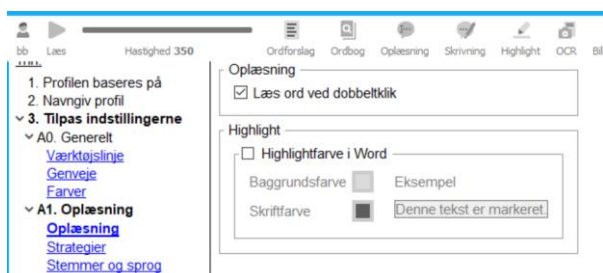 bb Læs Hastighed 350 Ordforslag Ordbog Oplæsning Skrivning Highlight OCR
1. Profilen baseres på
2. Navngiv profil
3. Tilpas indstillingerne
A0. Generelt
Værktøjslinje
Genveje
Farver
A1. Oplæsning
Oplæsning
Strategier
Stemmer og sprog
Oplæsning
Læs ord ved dobbeltklik
Highlight
Highlightfarve i Word
Baggrundsfarve Eksempel
Skriftfarve Denne tekst er markeret.